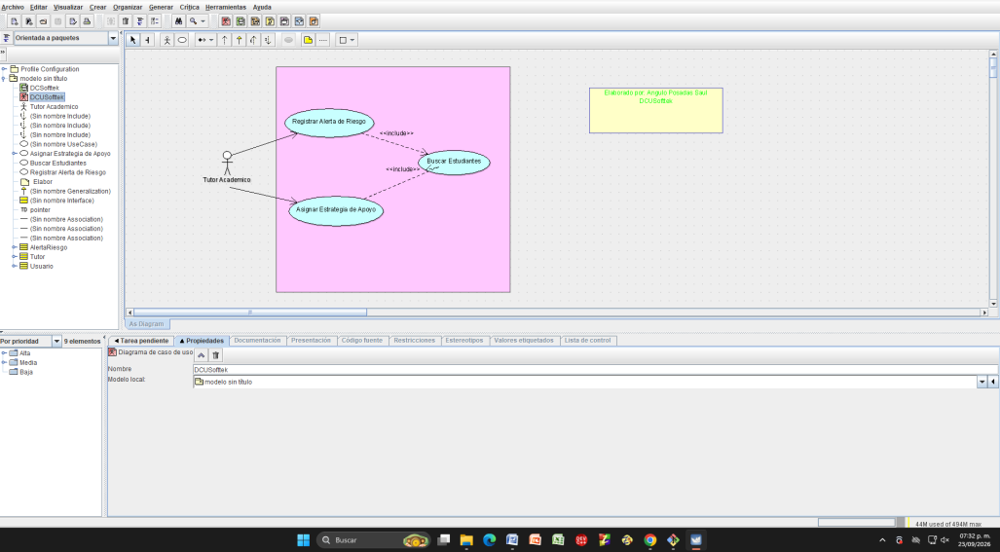 Archivo Editar Visualizar Crear Organizar Generar Crítica Herramientas Ayuda
Orientada a paquetes
Profile Configuration
modelo sin título
DCSofttek
DCUSofttek
Tutor Academico
(Sin nombre Include)
(Sin nombre Include)
(Sin nombre Include)
(Sin nombre UseCase)
Asignar Estrategia de Apoyo
Buscar Estudiantes
Registrar Alerta de Riesgo
Elabor
(Sin nombre Generalization)
(Sin nombre Interface)
TD pointer
(Sin nombre Association)
(Sin nombre Association)
(Sin nombre Association)
AlertaRiesgo
Tutor
Usuario
Registrar Alerta de Riesgo
<<include>>
Buscar Estudiantes
<<include>>
Tutor Academico
Asignar Estrategia de Apoyo
Elaborado por: Angulo Posadas Saul
DCUSofttek
As Diagram
Por prioridad 9 elementos
Alta
Media
Baja
Tarea pendiente Propiedades Documentación Presentación Código fuente Restricciones Estereotipos Valores etiquetados Lista de control
Diagrama de caso de uso
Nombre DCUSofttek
Modelo local: modelo sin título
44M used of 494M max
Buscar
07:32 p. m.
23/09/2026